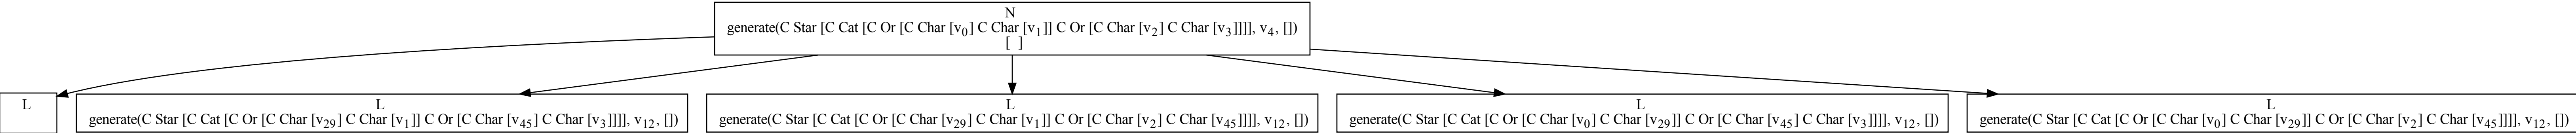 N
generate(C Star [C Cat [C Or [C Char [v0] C Char [v1]] C Or [C Char [v2] C Char [v3]]]], v4, [])
[ ]
L
L
generate(C Star [C Cat [C Or [C Char [v29] C Char [v1]] C Or [C Char [v45] C Char [v3]]]], v12, [])
L
generate(C Star [C Cat [C Or [C Char [v29] C Char [v1]] C Or [C Char [v2] C Char [v45]]]], v12, [])
L
generate(C Star [C Cat [C Or [C Char [v0] C Char [v29]] C Or [C Char [v45] C Char [v3]]]], v12, [])
L
generate(C Star [C Cat [C Or [C Char [v0] C Char [v29]] C Or [C Char [v2] C Char [v45]]]], v12, [])